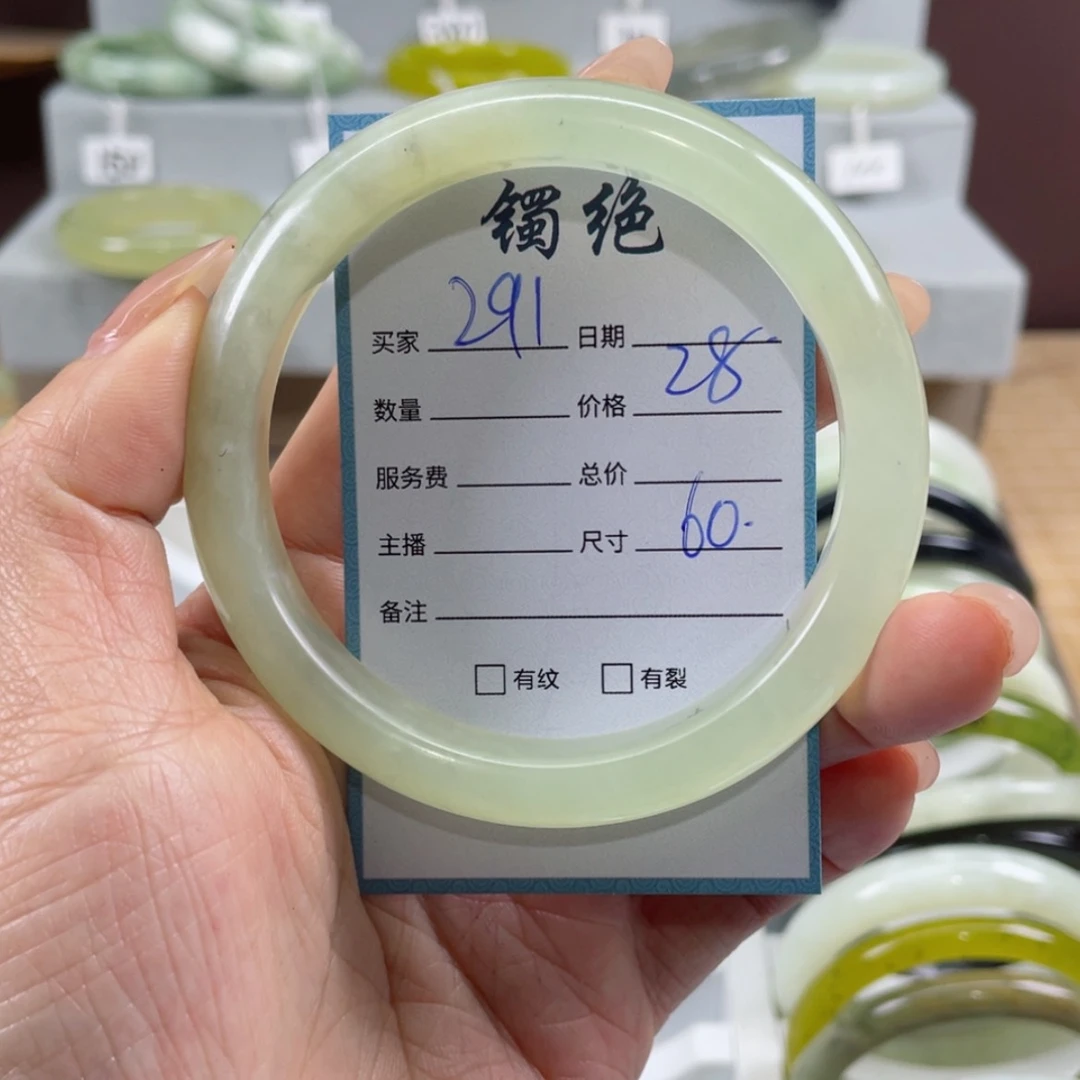 镯绝
买家 291 日期
数量 价格 28
服务费 总价
主播 尺寸 60.
备注
□有纹 □有裂